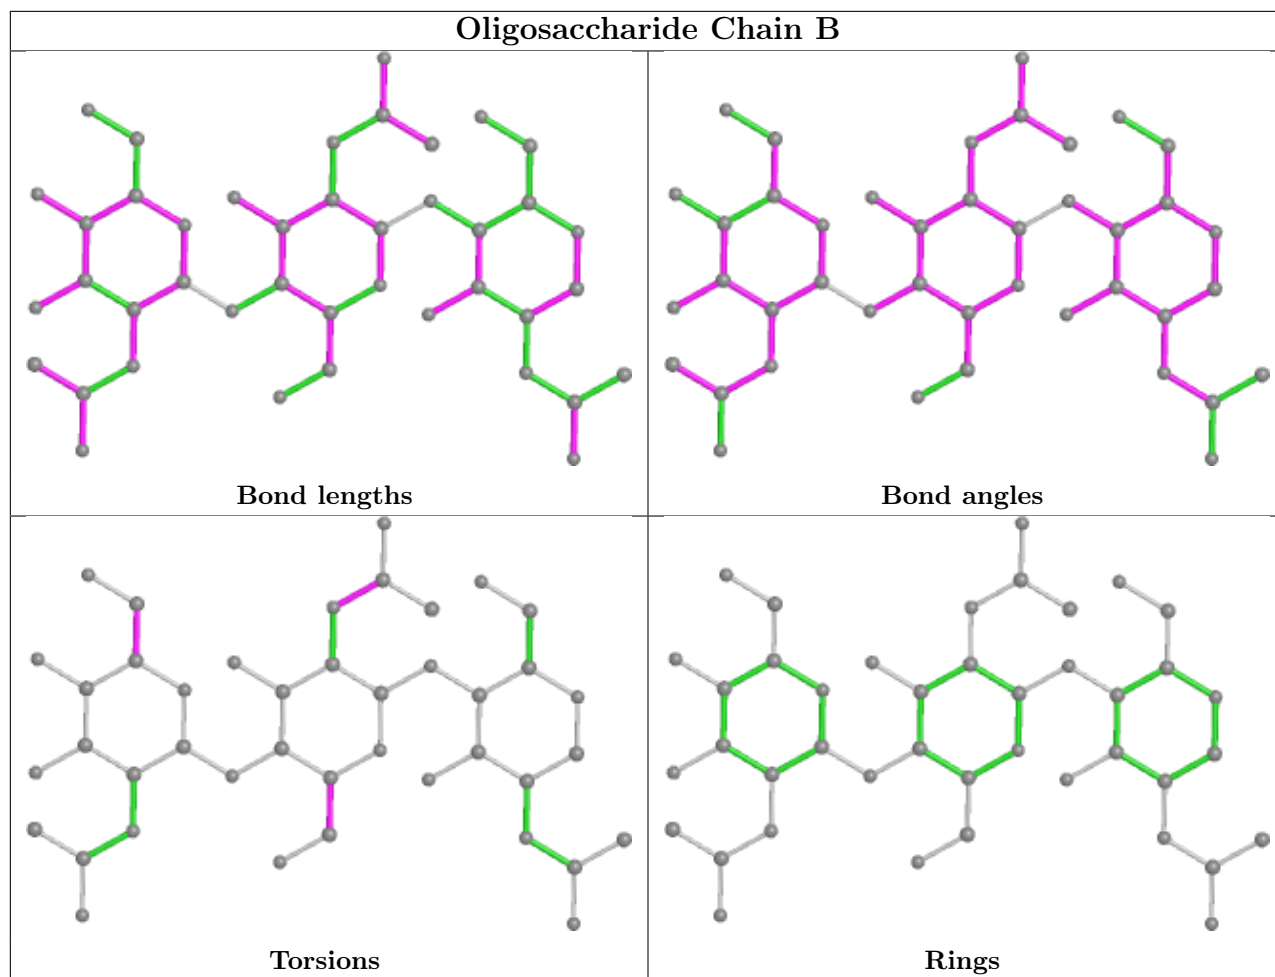 Oligosaccharide Chain B
Bond lengths
Bond angles
Torsions
Rings